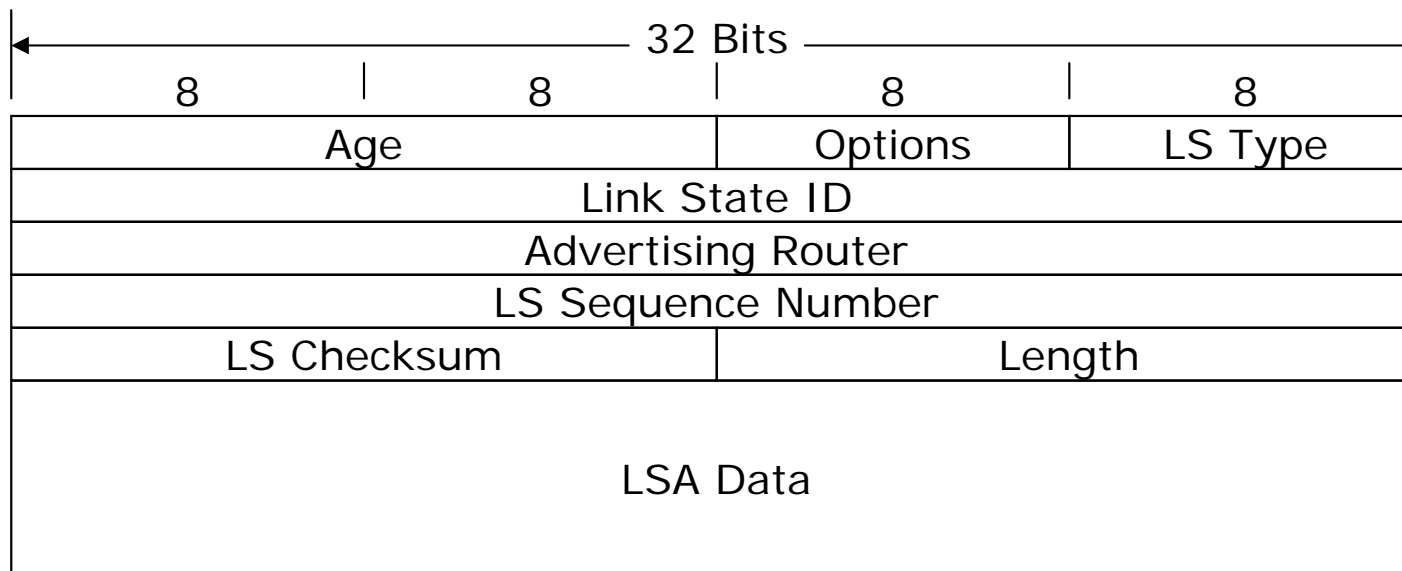 32 Bits
8 8 8 8
Age Options LS Type
Link State ID
Advertising Router
LS Sequence Number
LS Checksum Length
LSA Data